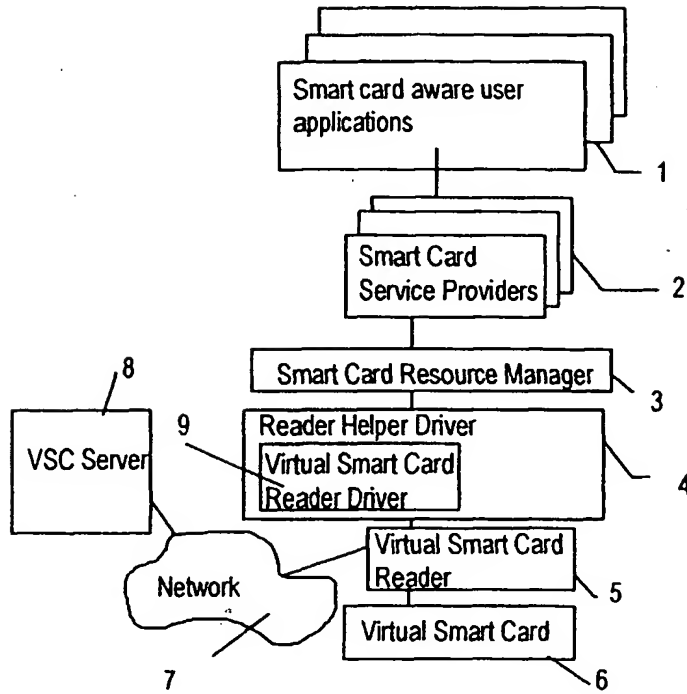 Smart card aware user
applications
1
Smart Card
Service Providers
2
8
Smart Card Resource Manager
3
9
Reader Helper Driver
VSC Server
Virtual Smart Card
Reader Driver
4
Virtual Smart Card
Reader
5
Network
Virtual Smart Card
7
6